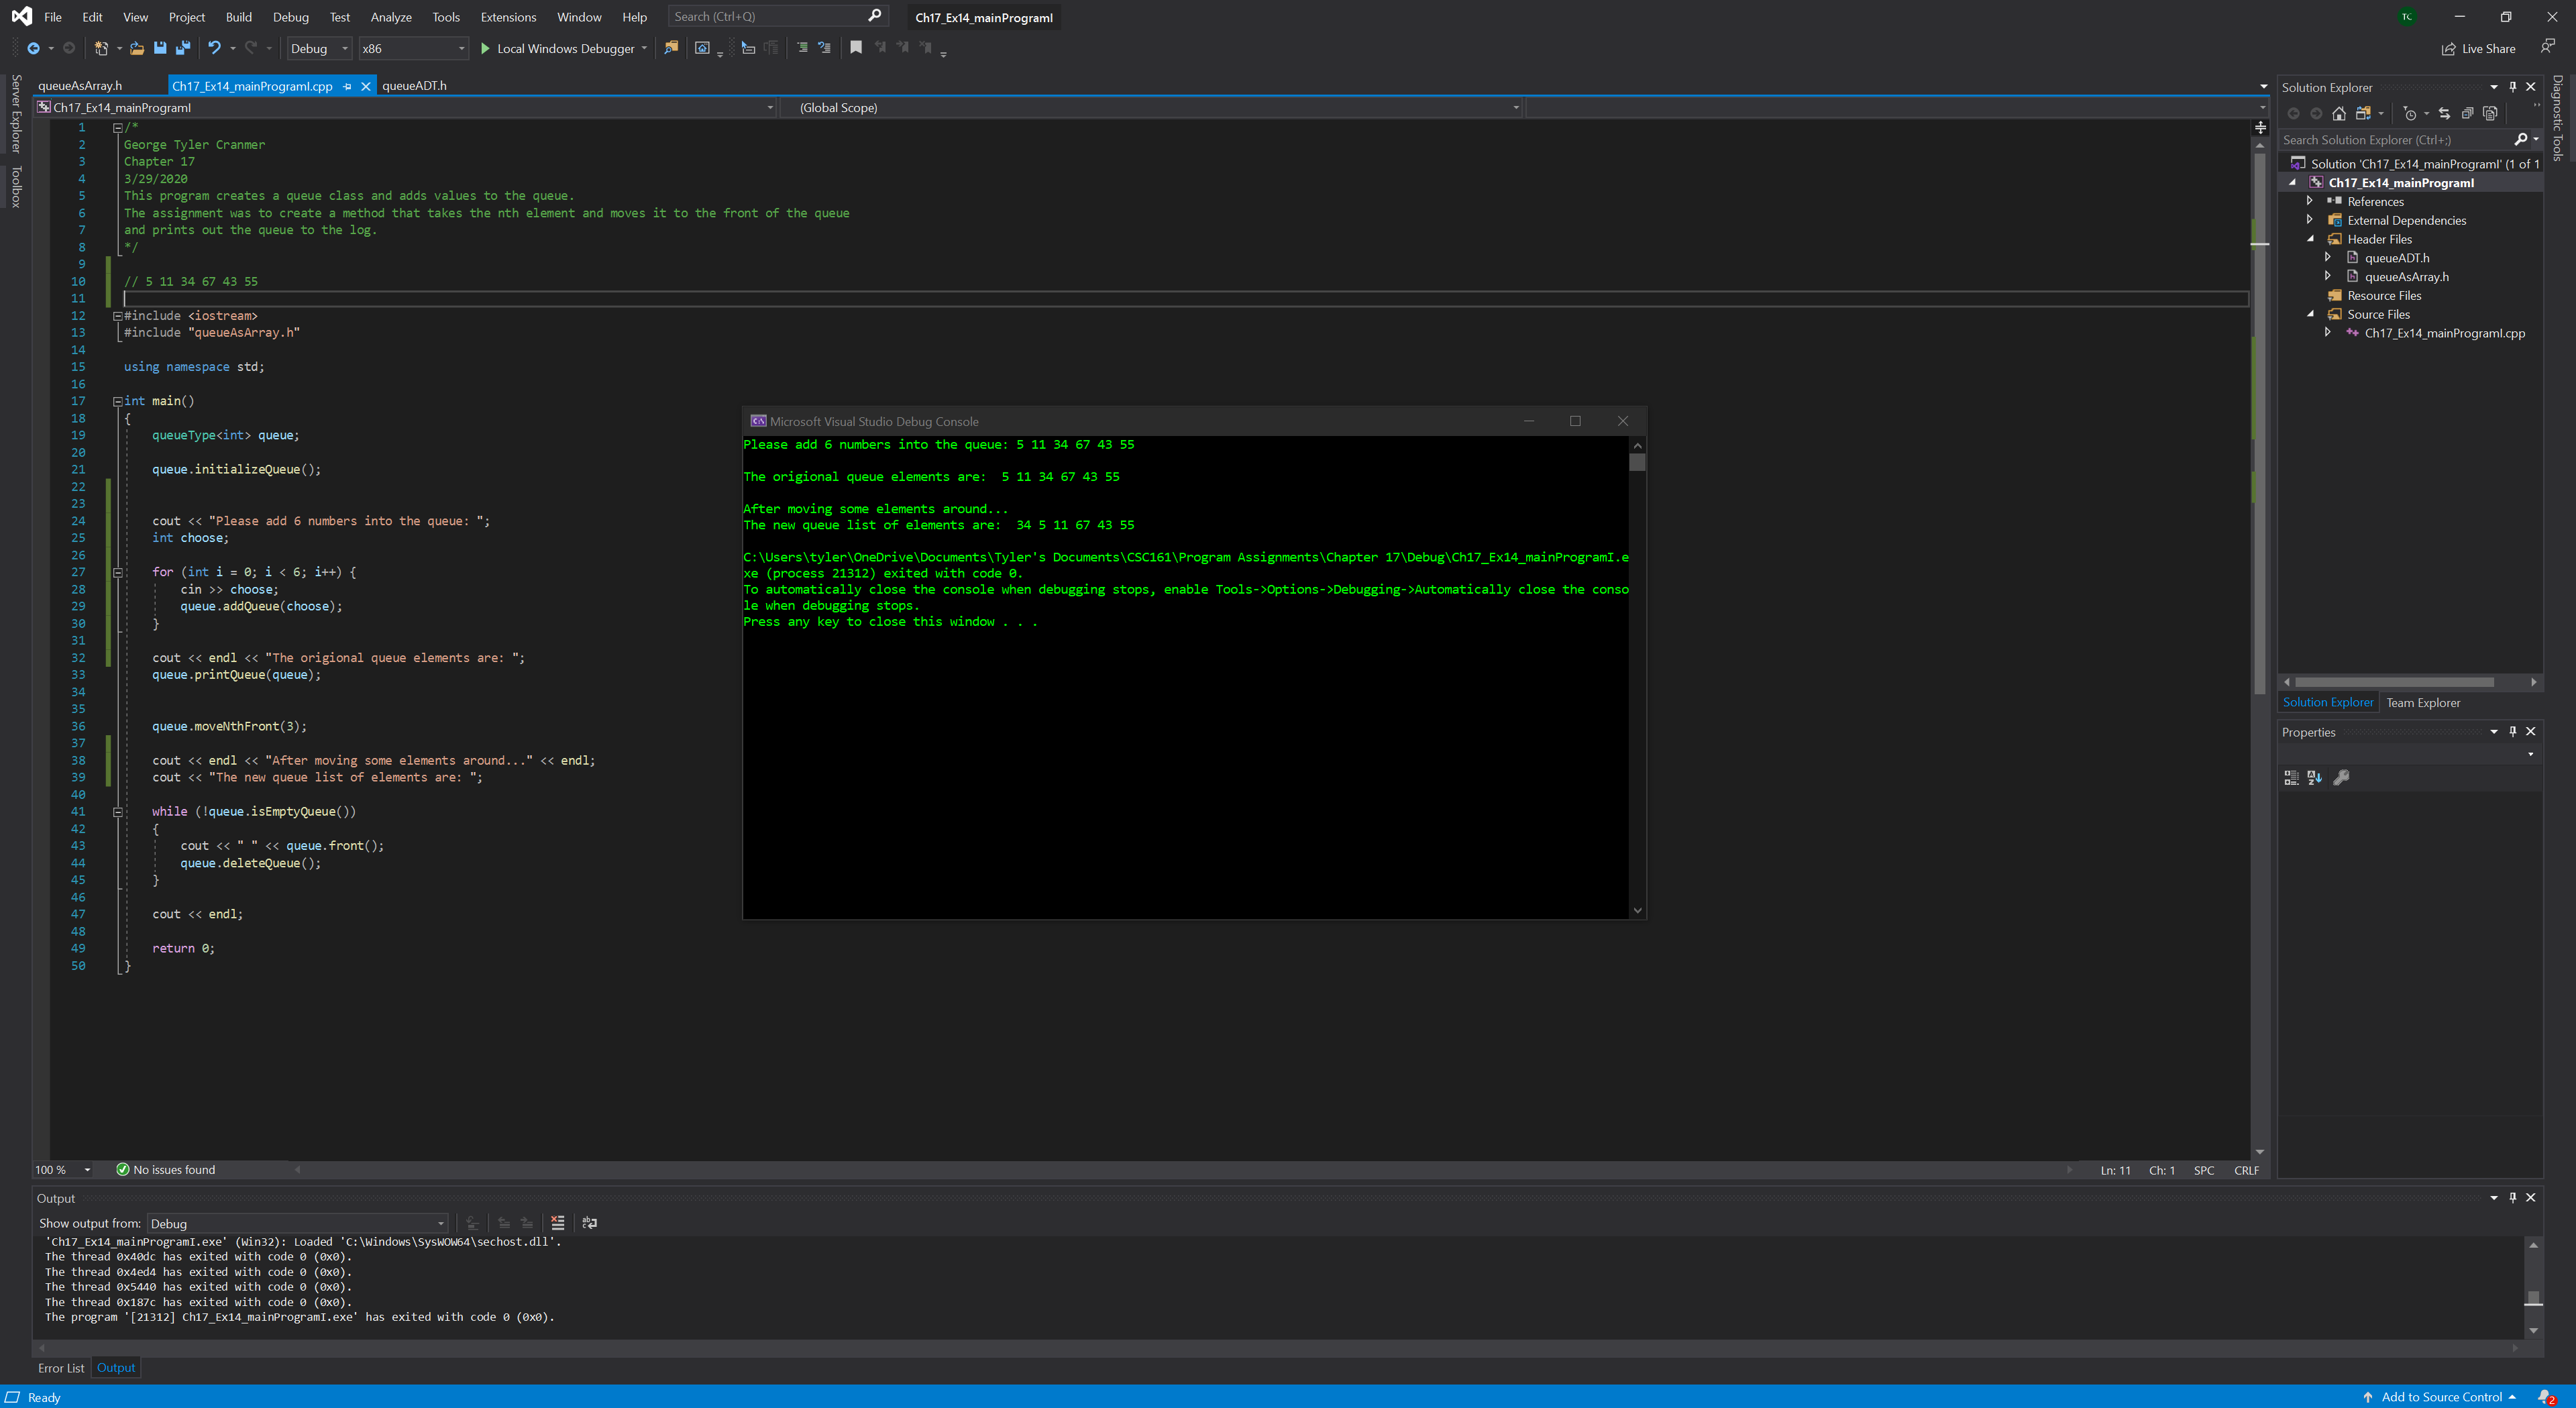 File Edit View Project Build Debug Test Analyze Tools Extensions Window Help Search (Ctrl+Q) Ch17_Ex14_mainProgramI TC
Debug x86 Local Windows Debugger Live Share
Server Explorer
Toolbox
queueAsArray.h Ch17_Ex14_mainProgramI.cpp queueADT.h
Ch17_Ex14_mainProgramI (Global Scope)
1 /*
2 George Tyler Cranmer
3 Chapter 17
4 3/29/2020
5 This program creates a queue class and adds values to the queue.
6 The assignment was to create a method that takes the nth element and moves it to the front of the queue
7 and prints out the queue to the log.
8 */
9
10 // 5 11 34 67 43 55
11
12 #include <iostream>
13 #include "queueAsArray.h"
14
15 using namespace std;
16
17 int main()
18 {
19 queueType<int> queue;
20
21 queue.initializeQueue();
22
23
24 cout << "Please add 6 numbers into the queue: ";
25 int choose;
26
27 for (int i = 0; i < 6; i++) {
28 cin >> choose;
29 queue.addQueue(choose);
30 }
31
32 cout << endl << "The origional queue elements are: ";
33 queue.printQueue(queue);
34
35
36 queue.moveNthFront(3);
37
38 cout << endl << "After moving some elements around..." << endl;
39 cout << "The new queue list of elements are: ";
40
41 while (!queue.isEmptyQueue())
42 {
43 cout << " " << queue.front();
44 queue.deleteQueue();
45 }
46
47 cout << endl;
48
49 return 0;
50 }
Microsoft Visual Studio Debug Console
Please add 6 numbers into the queue: 5 11 34 67 43 55
The origional queue elements are:  5 11 34 67 43 55
After moving some elements around...
The new queue list of elements are:  34 5 11 67 43 55
C:\Users\tyler\OneDrive\Documents\Tyler's Documents\CSC161\Program Assignments\Chapter 17\Debug\Ch17_Ex14_mainProgramI.e
xe (process 21312) exited with code 0.
To automatically close the console when debugging stops, enable Tools->Options->Debugging->Automatically close the conso
le when debugging stops.
Press any key to close this window . . .
100 % No issues found Ln: 11 Ch: 1 SPC CRLF
Solution Explorer
Search Solution Explorer (Ctrl+;)
Solution 'Ch17_Ex14_mainProgramI' (1 of 1
Ch17_Ex14_mainProgramI
References
External Dependencies
Header Files
queueADT.h
queueAsArray.h
Resource Files
Source Files
Ch17_Ex14_mainProgramI.cpp
Solution Explorer Team Explorer
Properties
Diagnostic Tools
Output
Show output from: Debug
'Ch17_Ex14_mainProgramI.exe' (Win32): Loaded 'C:\Windows\SysWOW64\sechost.dll'.
The thread 0x40dc has exited with code 0 (0x0).
The thread 0x4ed4 has exited with code 0 (0x0).
The thread 0x5440 has exited with code 0 (0x0).
The thread 0x187c has exited with code 0 (0x0).
The program '[21312] Ch17_Ex14_mainProgramI.exe' has exited with code 0 (0x0).
Error List Output
Ready Add to Source Control 2